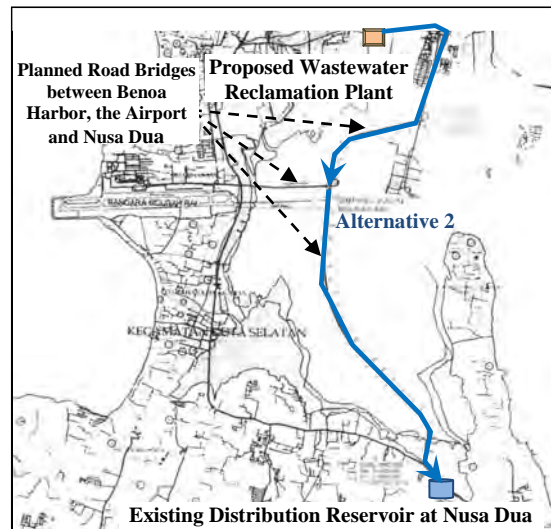 Planned Road Bridges
between Benoa
Harbor, the Airport
and Nusa Dua
Proposed Wastewater
Reclamation Plant
Alternative 2
KECAMATAN KUTA SELATAN
Existing Distribution Reservoir at Nusa Dua